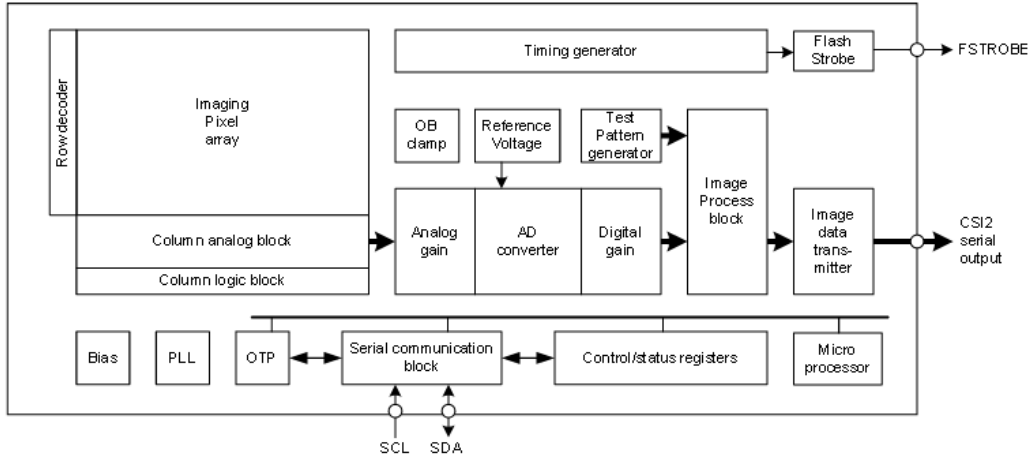 Timing generator
Flash
Strobe
FSTROBE
Rowdecoder
Imaging
Pixel
array
OB
clamp
Reference
Voltage
Test
Pattern
generator
Image
Process
block
Column analog block
Column logic block
Analog
gain
AD
converter
Digital
gain
Image
data
trans-
mitter
CSI2
serial
output
Bias
PLL
OTP
Serial communication
block
Control/status registers
Micro
processor
SCL
SDA